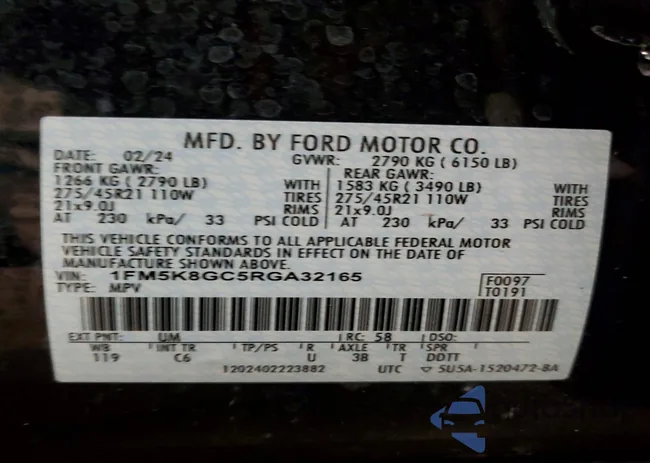 MFD. BY FORD MOTOR CO.
DATE: 02/24 GVWR: 2790 KG ( 6150 LB)
FRONT GAWR: REAR GAWR:
1266 KG ( 2790 LB) WITH 1583 KG ( 3490 LB) WITH
275/45R21 110W TIRES 275/45R21 110W TIRES
21x9.0J RIMS 21x9.0J RIMS
AT 230 kPa/ 33 PSI COLD AT 230 kPa/ 33 PSI COLD
THIS VEHICLE CONFORMS TO ALL APPLICABLE FEDERAL MOTOR
VEHICLE SAFETY STANDARDS IN EFFECT ON THE DATE OF
MANUFACTURE SHOWN ABOVE.
VIN: 1FM5K8GC5RGA32165 F0097
TYPE: MPV T0191
EXT PNT: UM RC: 58 DSO:
WB INT TR TP/PS R AXLE TR SPR
119 C6 U 3B T DDTT
1202402223882 UTC ▽ 5U5A-1520472-BA